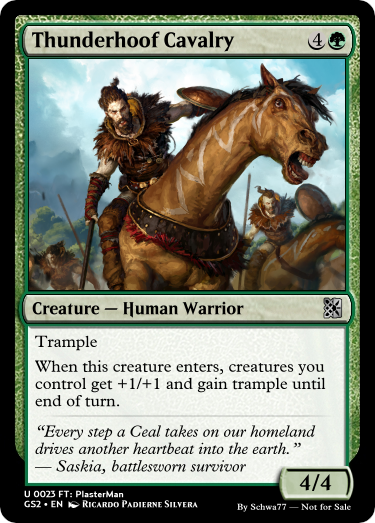 Thunderhoof Cavalry 4
Creature — Human Warrior
Trample
When this creature enters, creatures you
control get +1/+1 and gain trample until
end of turn.
“Every step a Ceal takes on our homeland
drives another heartbeat into the earth.”
— Saskia, battlesworn survivor
4/4
U 0023 FT: PlasterMan
GS2 • EN Ricardo Padierne Silvera
By Schwa77 — Not for Sale